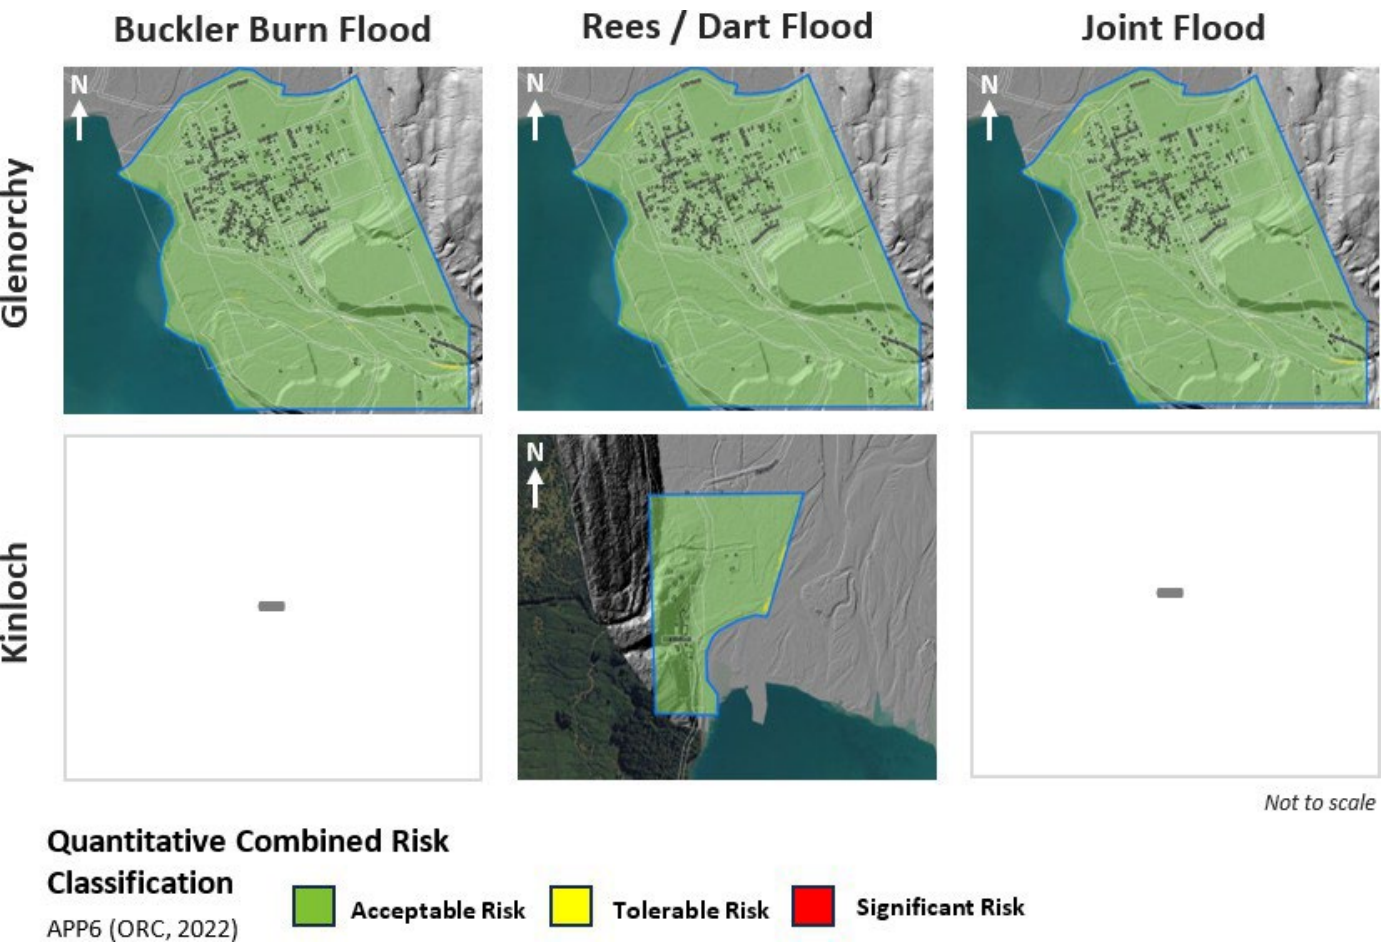 Buckler Burn Flood
Rees / Dart Flood
Joint Flood
Glenorchy
N
N
N
Kinloch
-
N
-
Not to scale
Quantitative Combined Risk
Classification
APP6 (ORC, 2022)
Acceptable Risk
Tolerable Risk
Significant Risk